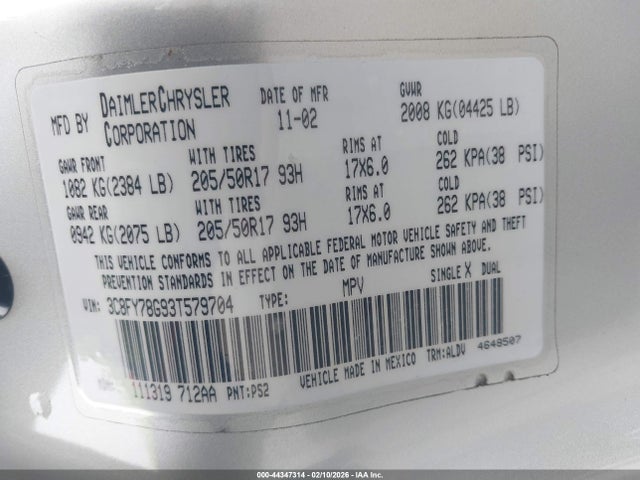 MFD BY DAIMLERCHRYSLER CORPORATION DATE OF MFR 11-02 GVWR 2008 KG(04425 LB)
GAWR FRONT WITH TIRES RIMS AT COLD
1082 KG(2384 LB) 205/50R17 93H 17X6.0 262 KPA(38 PSI)
GAWR REAR WITH TIRES RIMS AT COLD
0942 KG(2075 LB) 205/50R17 93H 17X6.0 262 KPA(38 PSI)
THIS VEHICLE CONFORMS TO ALL APPLICABLE FEDERAL MOTOR VEHICLE SAFETY AND THEFT
PREVENTION STANDARDS IN EFFECT ON THE DATE OF MANUFACTURE SHOWN ABOVE.
VIN: 3C8FY78G93T579704 TYPE: MPV SINGLE X DUAL
MDH: 111319 712AA PNT:PS2 VEHICLE MADE IN MEXICO TRM:ALDV 4648507
000-44347314 - 02/10/2026 - IAAI.com